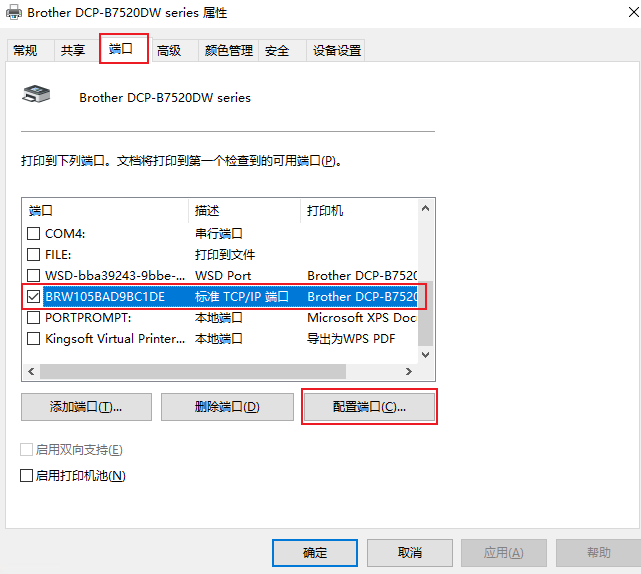 Brother DCP-B7520DW series 属性
常规 共享 端口 高级 颜色管理 安全 设备设置
Brother DCP-B7520DW series
打印到下列端口。文档将打印到第一个检查到的可用端口(P)。
端口 描述 打印机
COM4: 串行端口
FILE: 打印到文件
WSD-bba39243-9bbe-... WSD Port Brother DCP-B7520
BRW105BAD9BC1DE 标准 TCP/IP 端口 Brother DCP-B7520
PORTPROMPT: 本地端口 Microsoft XPS Doc
Kingsoft Virtual Printer... 本地端口 导出为WPS PDF
添加端口(T)... 删除端口(D) 配置端口(C)...
启用双向支持(E)
启用打印机池(N)
确定 取消 应用(A) 帮助